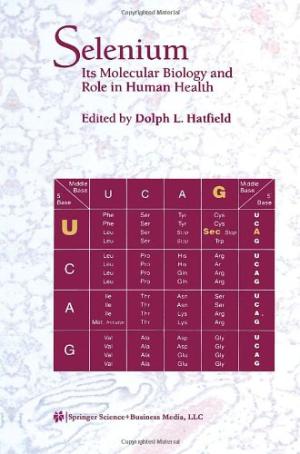 Selenium
Its Molecular Biology and
Role in Human Health
Edited by Dolph L. Hatfield
Middle Base U C A G Middle Base
5' Base 5' Base
U Phe Ser Tyr Cys U
Phe Ser Tyr Cys C
Leu Ser Stop Sec Stop A
Leu Ser Stop Trp G
C Leu Pro His Arg U
Leu Pro His Ar C
Leu Pro Gln Arg A
Leu Pro Gln Arg G
A Ile Thr Asn Ser U
Ile Thr Asn Ser C
Ile Thr Lys Arg A
Met, Thr Lys Arg G
G Val Ala Asp Gly U
Val Ala Asp Gly C
Val Ala Glu Gly A
Val Ala Glu Gly G
Springer Science+Business Media, LLC